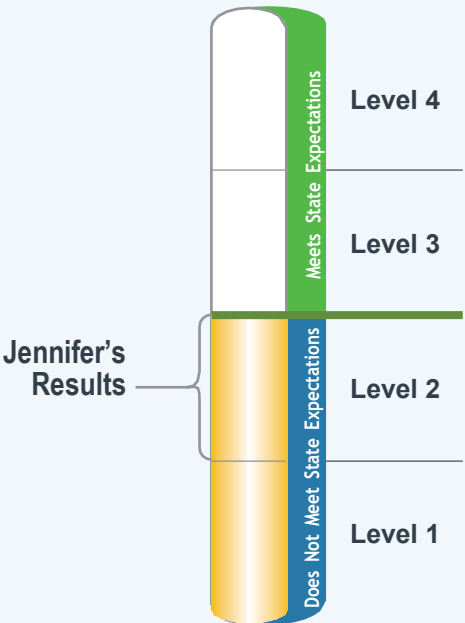 Level 4
Meets State Expectations
Level 3
Jennifer’s
Results
Does Not Meet State Expectations
Level 2
Level 1